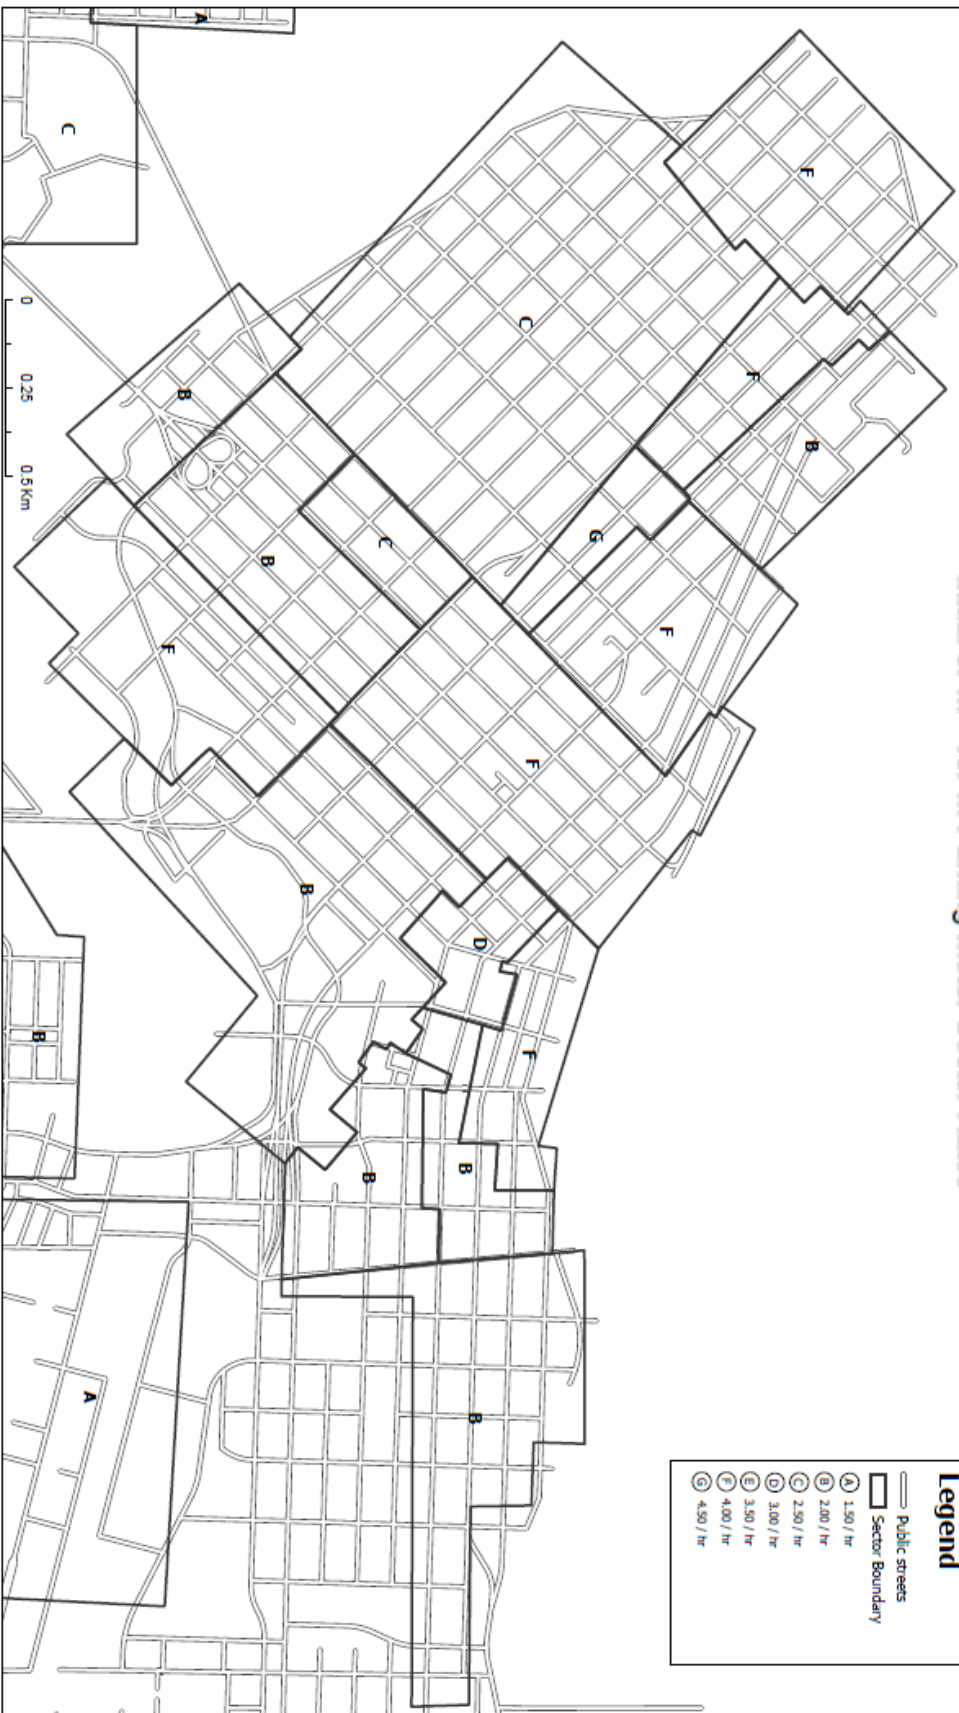 Legend
Public streets
Sector Boundary
A 1.50 / hr
B 2.00 / hr
C 2.50 / hr
D 3.00 / hr
E 3.50 / hr
F 4.00 / hr
G 4.50 / hr
A
C
F
C
F
B
B
G
C
B
F
F
F
B
D
F
B
B
B
B
A
0 0.25 0.5 Km